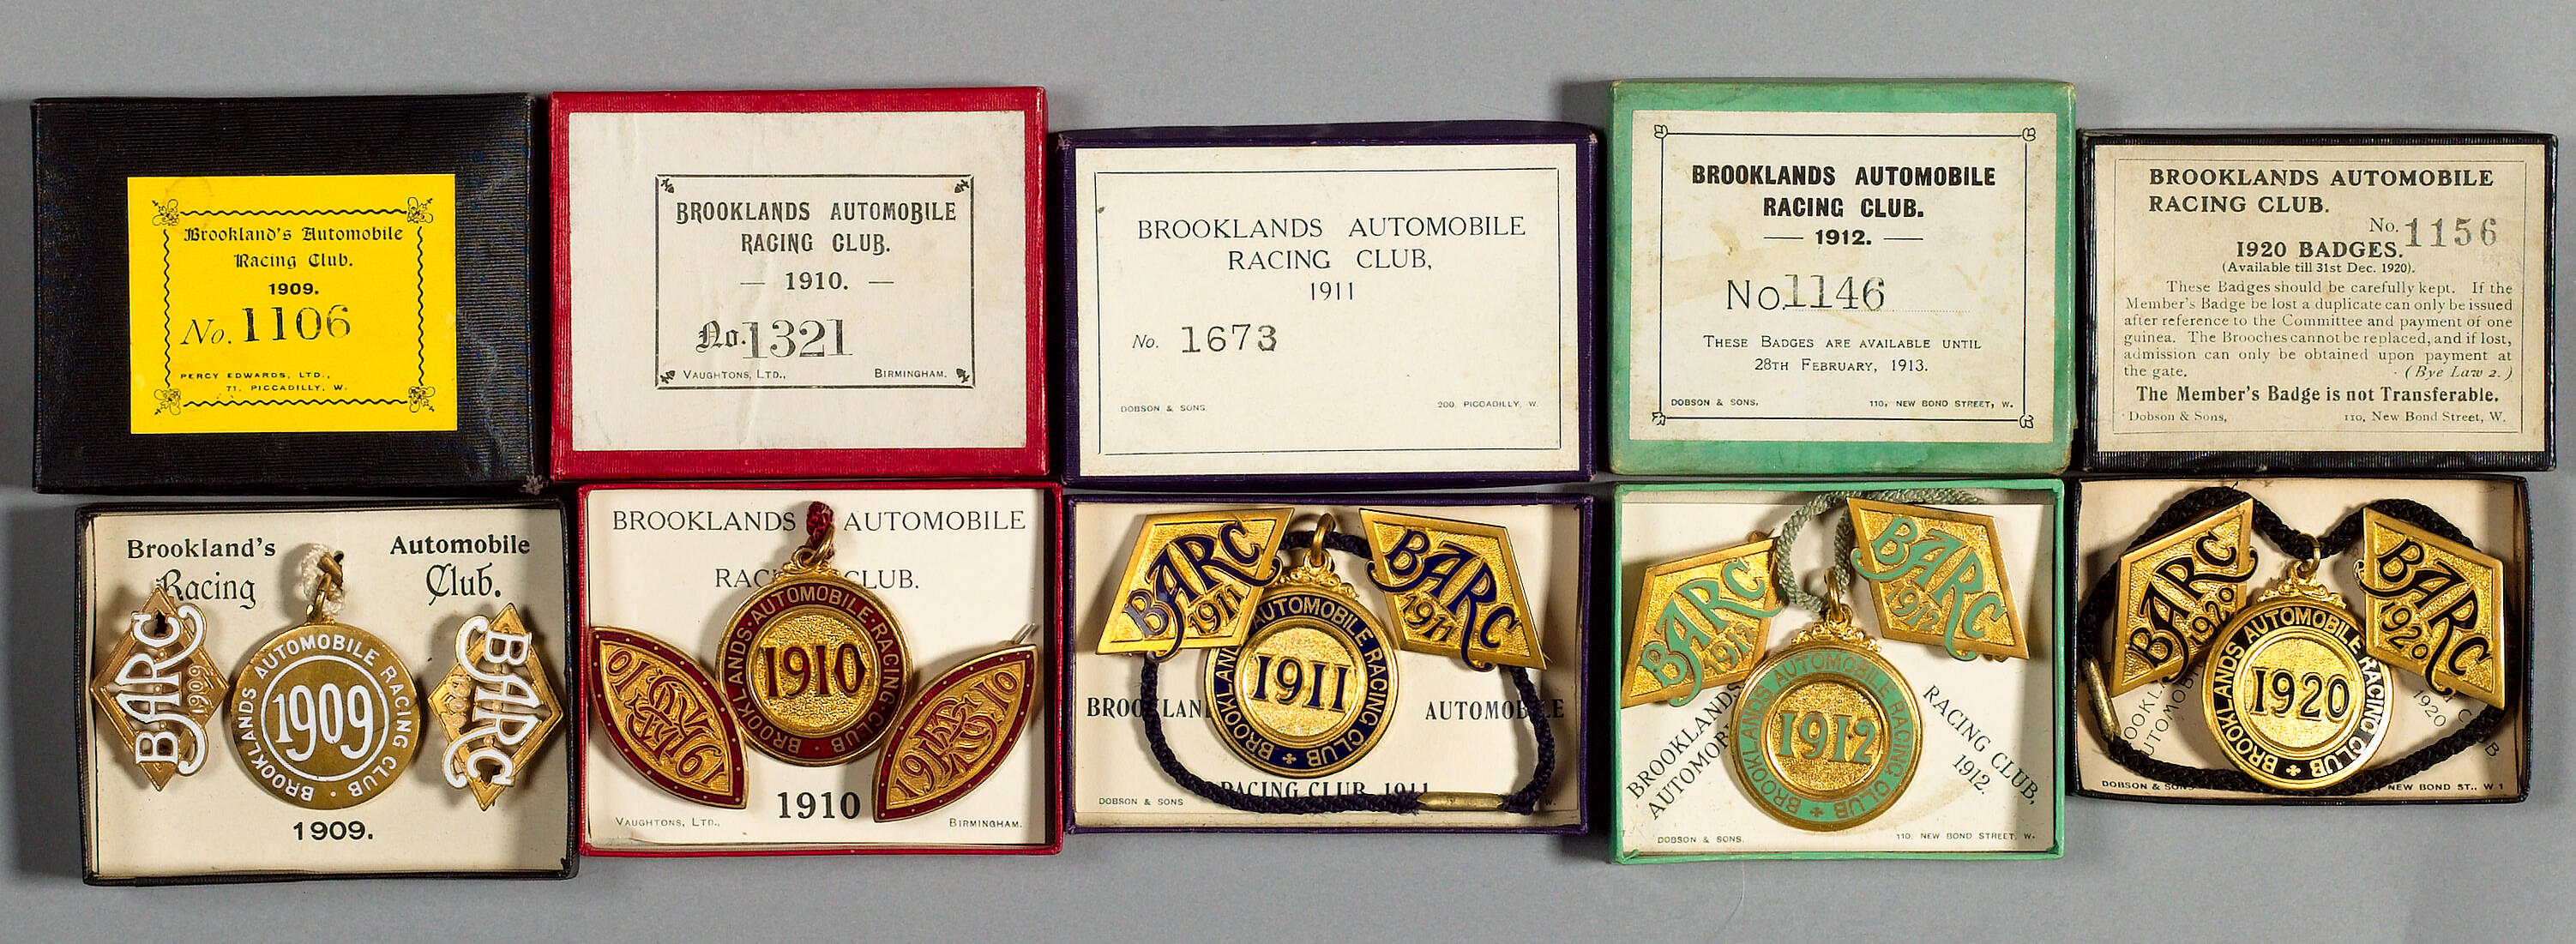 Brookland's Automobile
Racing Club.
1909.
No. 1106
PERCY EDWARDS, LTD.,
71, PICCADILLY, W.
BROOKLANDS AUTOMOBILE
RACING CLUB.
— 1910. —
No. 1321
VAUGHTONS, LTD., BIRMINGHAM.
BROOKLANDS AUTOMOBILE
RACING CLUB,
1911
No. 1673
DOBSON & SONS 200, PICCADILLY, W.
BROOKLANDS AUTOMOBILE
RACING CLUB.
— 1912. —
No. 1146
THESE BADGES ARE AVAILABLE UNTIL
28TH FEBRUARY, 1913.
DOBSON & SONS, 110, NEW BOND STREET, W.
BROOKLANDS AUTOMOBILE
RACING CLUB.
No. 1156
1920 BADGES.
(Available till 31st Dec. 1920).
These Badges should be carefully kept. If the
Member's Badge be lost a duplicate can only be issued
after reference to the Committee and payment of one
guinea. The Brooches cannot be replaced, and if lost,
admission can only be obtained upon payment at
the gate. (Bye Law 2.)
The Member's Badge is not Transferable.
Dobson & Sons, 110, New Bond Street, W.
Brookland's Automobile
Racing Club.
BARC
1909
BROOKLANDS AUTOMOBILE RACING CLUB
1909
BARC
1909.
BROOKLANDS AUTOMOBILE
CLUB.
BROOKLANDS·AUTOMOBILE·RACING·CLUB
1910
1910
1910
1910
VAUGHTONS, LTD., BIRMINGHAM.
BARC
1911
BARC
1911
AUTOMOBILE RACING CLUB
1911
AUTOMOBILE
RACING CLUB, 1911
DOBSON & SONS W.
BARC
1912
BARC
1912
BROOKLANDS AUTOMOBILE RACING CLUB
1912
BROOKLANDS
RACING CLUB,
1912.
DOBSON & SONS. 110, NEW BOND STREET, W.
BARC
1920
BARC
1920
BROOKLANDS AUTOMOBILE RACING CLUB
1920
1920
DOBSON & SONS NEW BOND ST., W 1